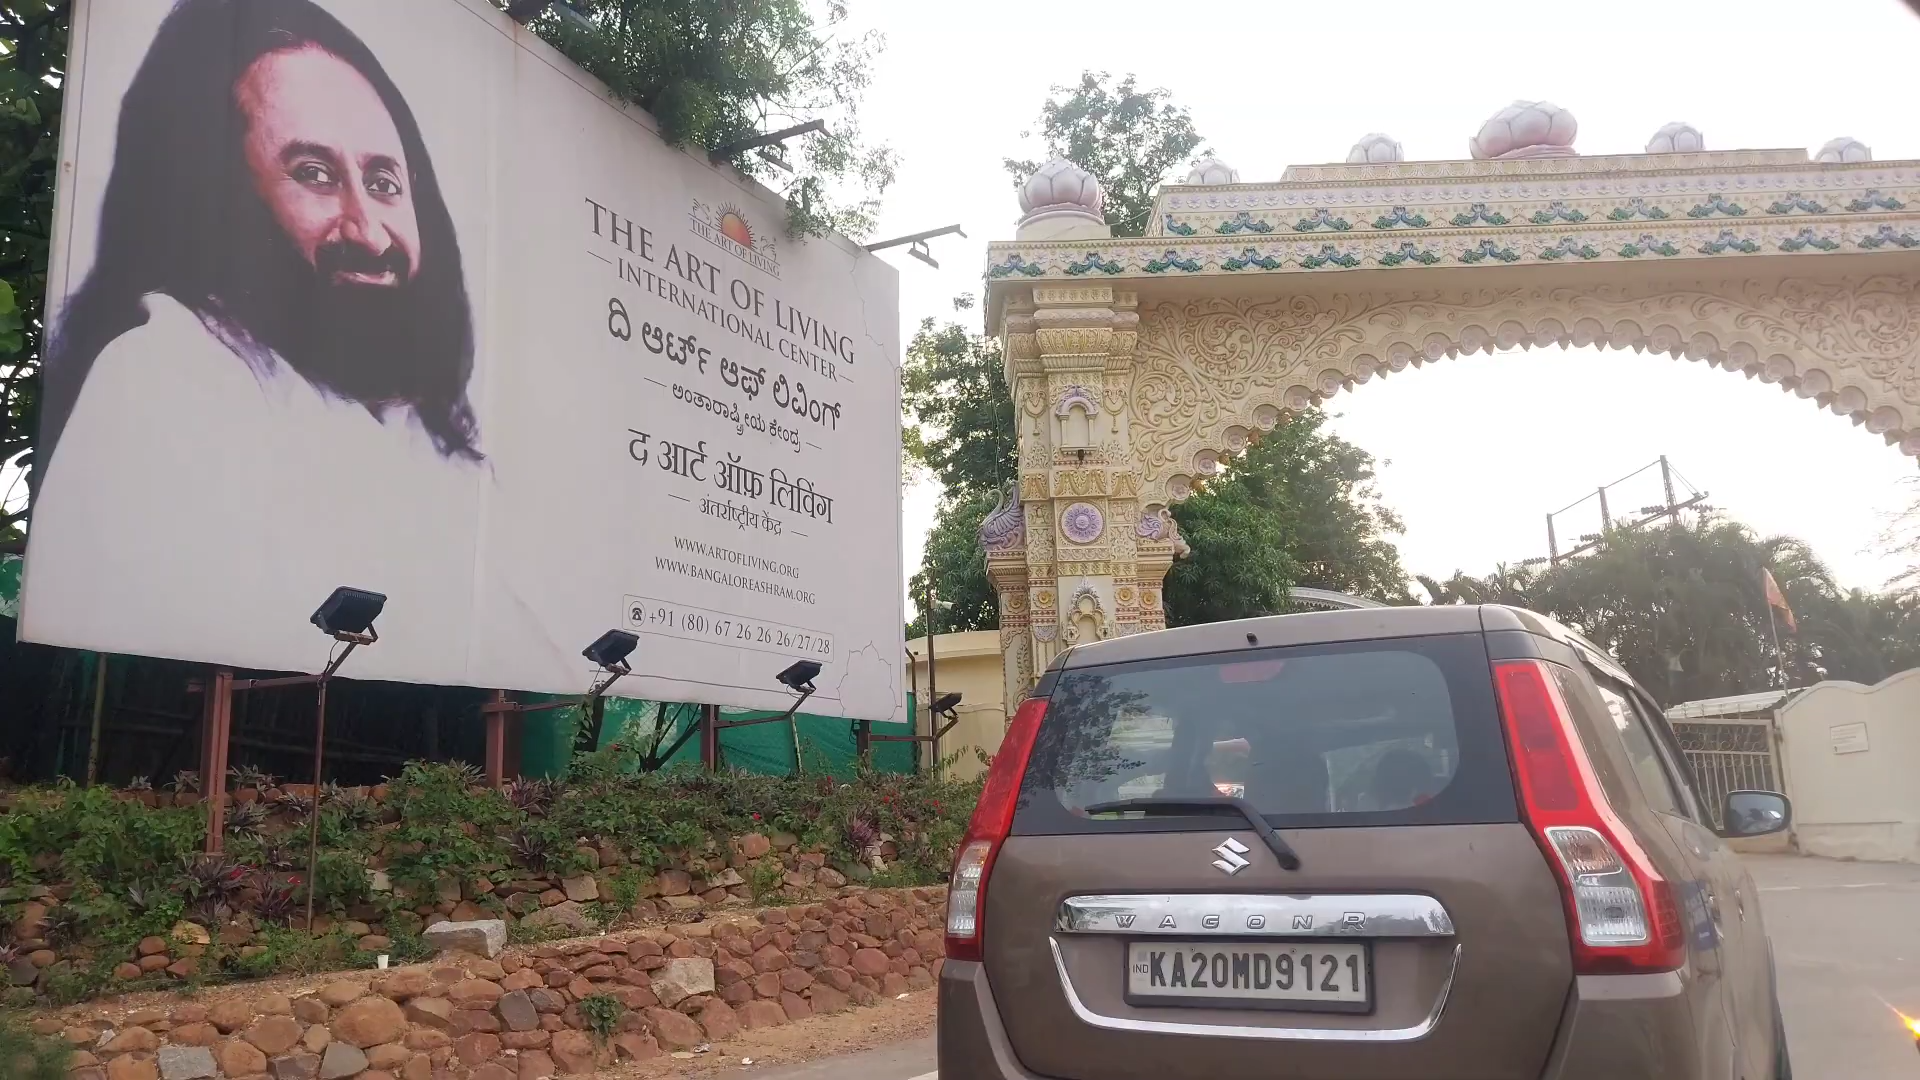 THE ART OF LIVING
THE ART OF LIVING
INTERNATIONAL CENTER
ದಿ ಆರ್ಟ್ ಆಫ್ ಲಿವಿಂಗ್
ಅಂತಾರಾಷ್ಟ್ರೀಯ ಕೇಂದ್ರ
द आर्ट ऑफ़ लिविंग
अंतर्राष्ट्रीय केंद्र
WWW.ARTOFLIVING.ORG
WWW.BANGALOREASHRAM.ORG
+91 (80) 67 26 26 26/27/28
WAGONR
IND KA20MD9121